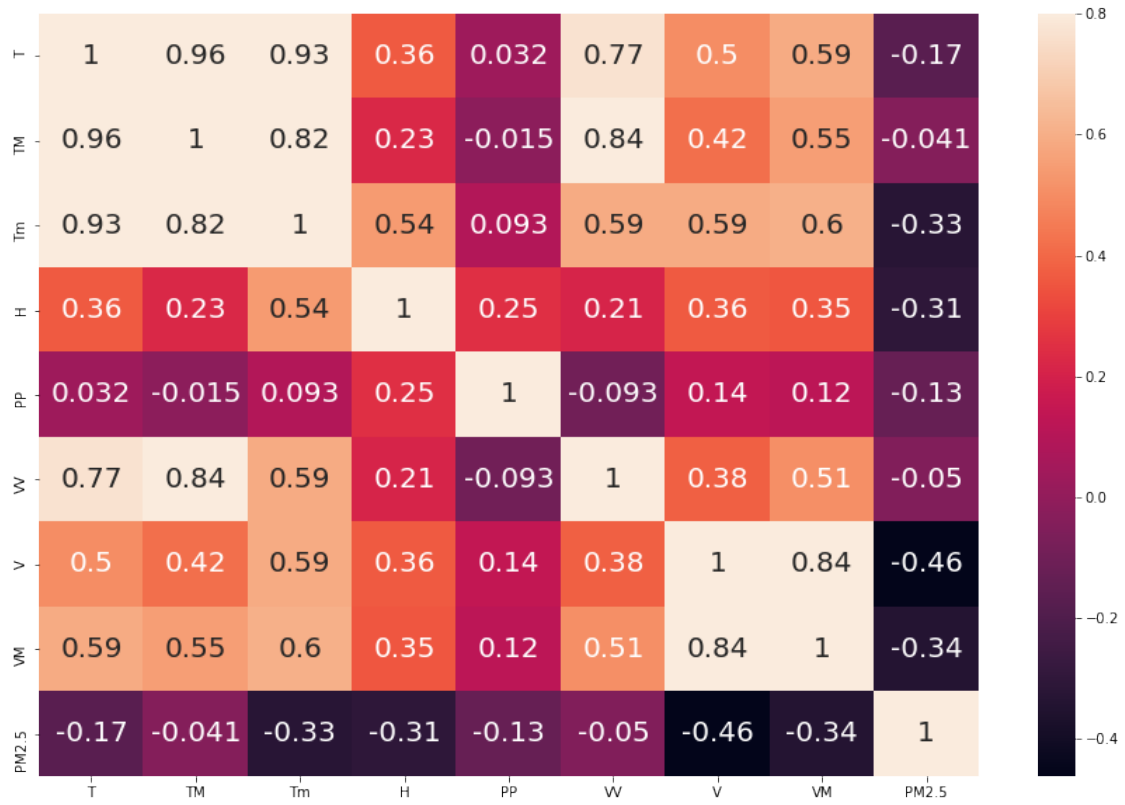 T 1 0.96 0.93 0.36 0.032 0.77 0.5 0.59 -0.17
TM 0.96 1 0.82 0.23 -0.015 0.84 0.42 0.55 -0.041
Tm 0.93 0.82 1 0.54 0.093 0.59 0.59 0.6 -0.33
H 0.36 0.23 0.54 1 0.25 0.21 0.36 0.35 -0.31
PP 0.032 -0.015 0.093 0.25 1 -0.093 0.14 0.12 -0.13
VV 0.77 0.84 0.59 0.21 -0.093 1 0.38 0.51 -0.05
V 0.5 0.42 0.59 0.36 0.14 0.38 1 0.84 -0.46
VM 0.59 0.55 0.6 0.35 0.12 0.51 0.84 1 -0.34
PM2.5 -0.17 -0.041 -0.33 -0.31 -0.13 -0.05 -0.46 -0.34 1
T TM Tm H PP VV V VM PM2.5
0.8
0.6
0.4
0.2
0.0
−0.2
−0.4